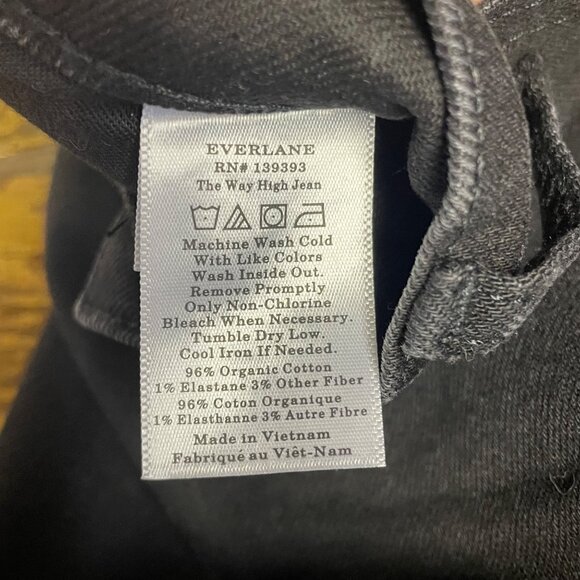 EVERLANE
RN# 139393
The Way High Jean
Machine Wash Cold
With Like Colors
Wash Inside Out.
Remove Promptly
Only Non-Chlorine
Bleach When Necessary.
Tumble Dry Low.
Cool Iron If Needed.
96% Organic Cotton
1% Elastane 3% Other Fiber
96% Coton Organane
1% Elasthanne 3% Autre Fibre
Made in Vietnam
Fabriqué au Viêt-Nam